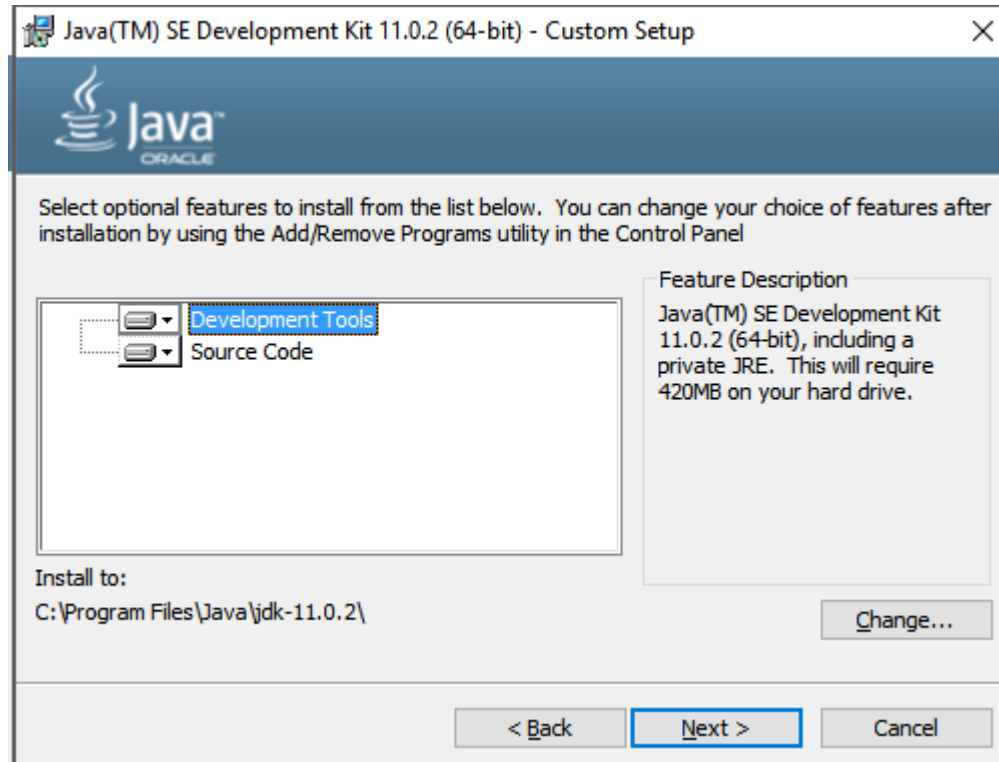 Java(TM) SE Development Kit 11.0.2 (64-bit) - Custom Setup
Java™
ORACLE
Select optional features to install from the list below.  You can change your choice of features after
installation by using the Add/Remove Programs utility in the Control Panel
Development Tools
Source Code
Feature Description
Java(TM) SE Development Kit
11.0.2 (64-bit), including a
private JRE.  This will require
420MB on your hard drive.
Install to:
C:\Program Files\Java\jdk-11.0.2\
Change...
< Back
Next >
Cancel